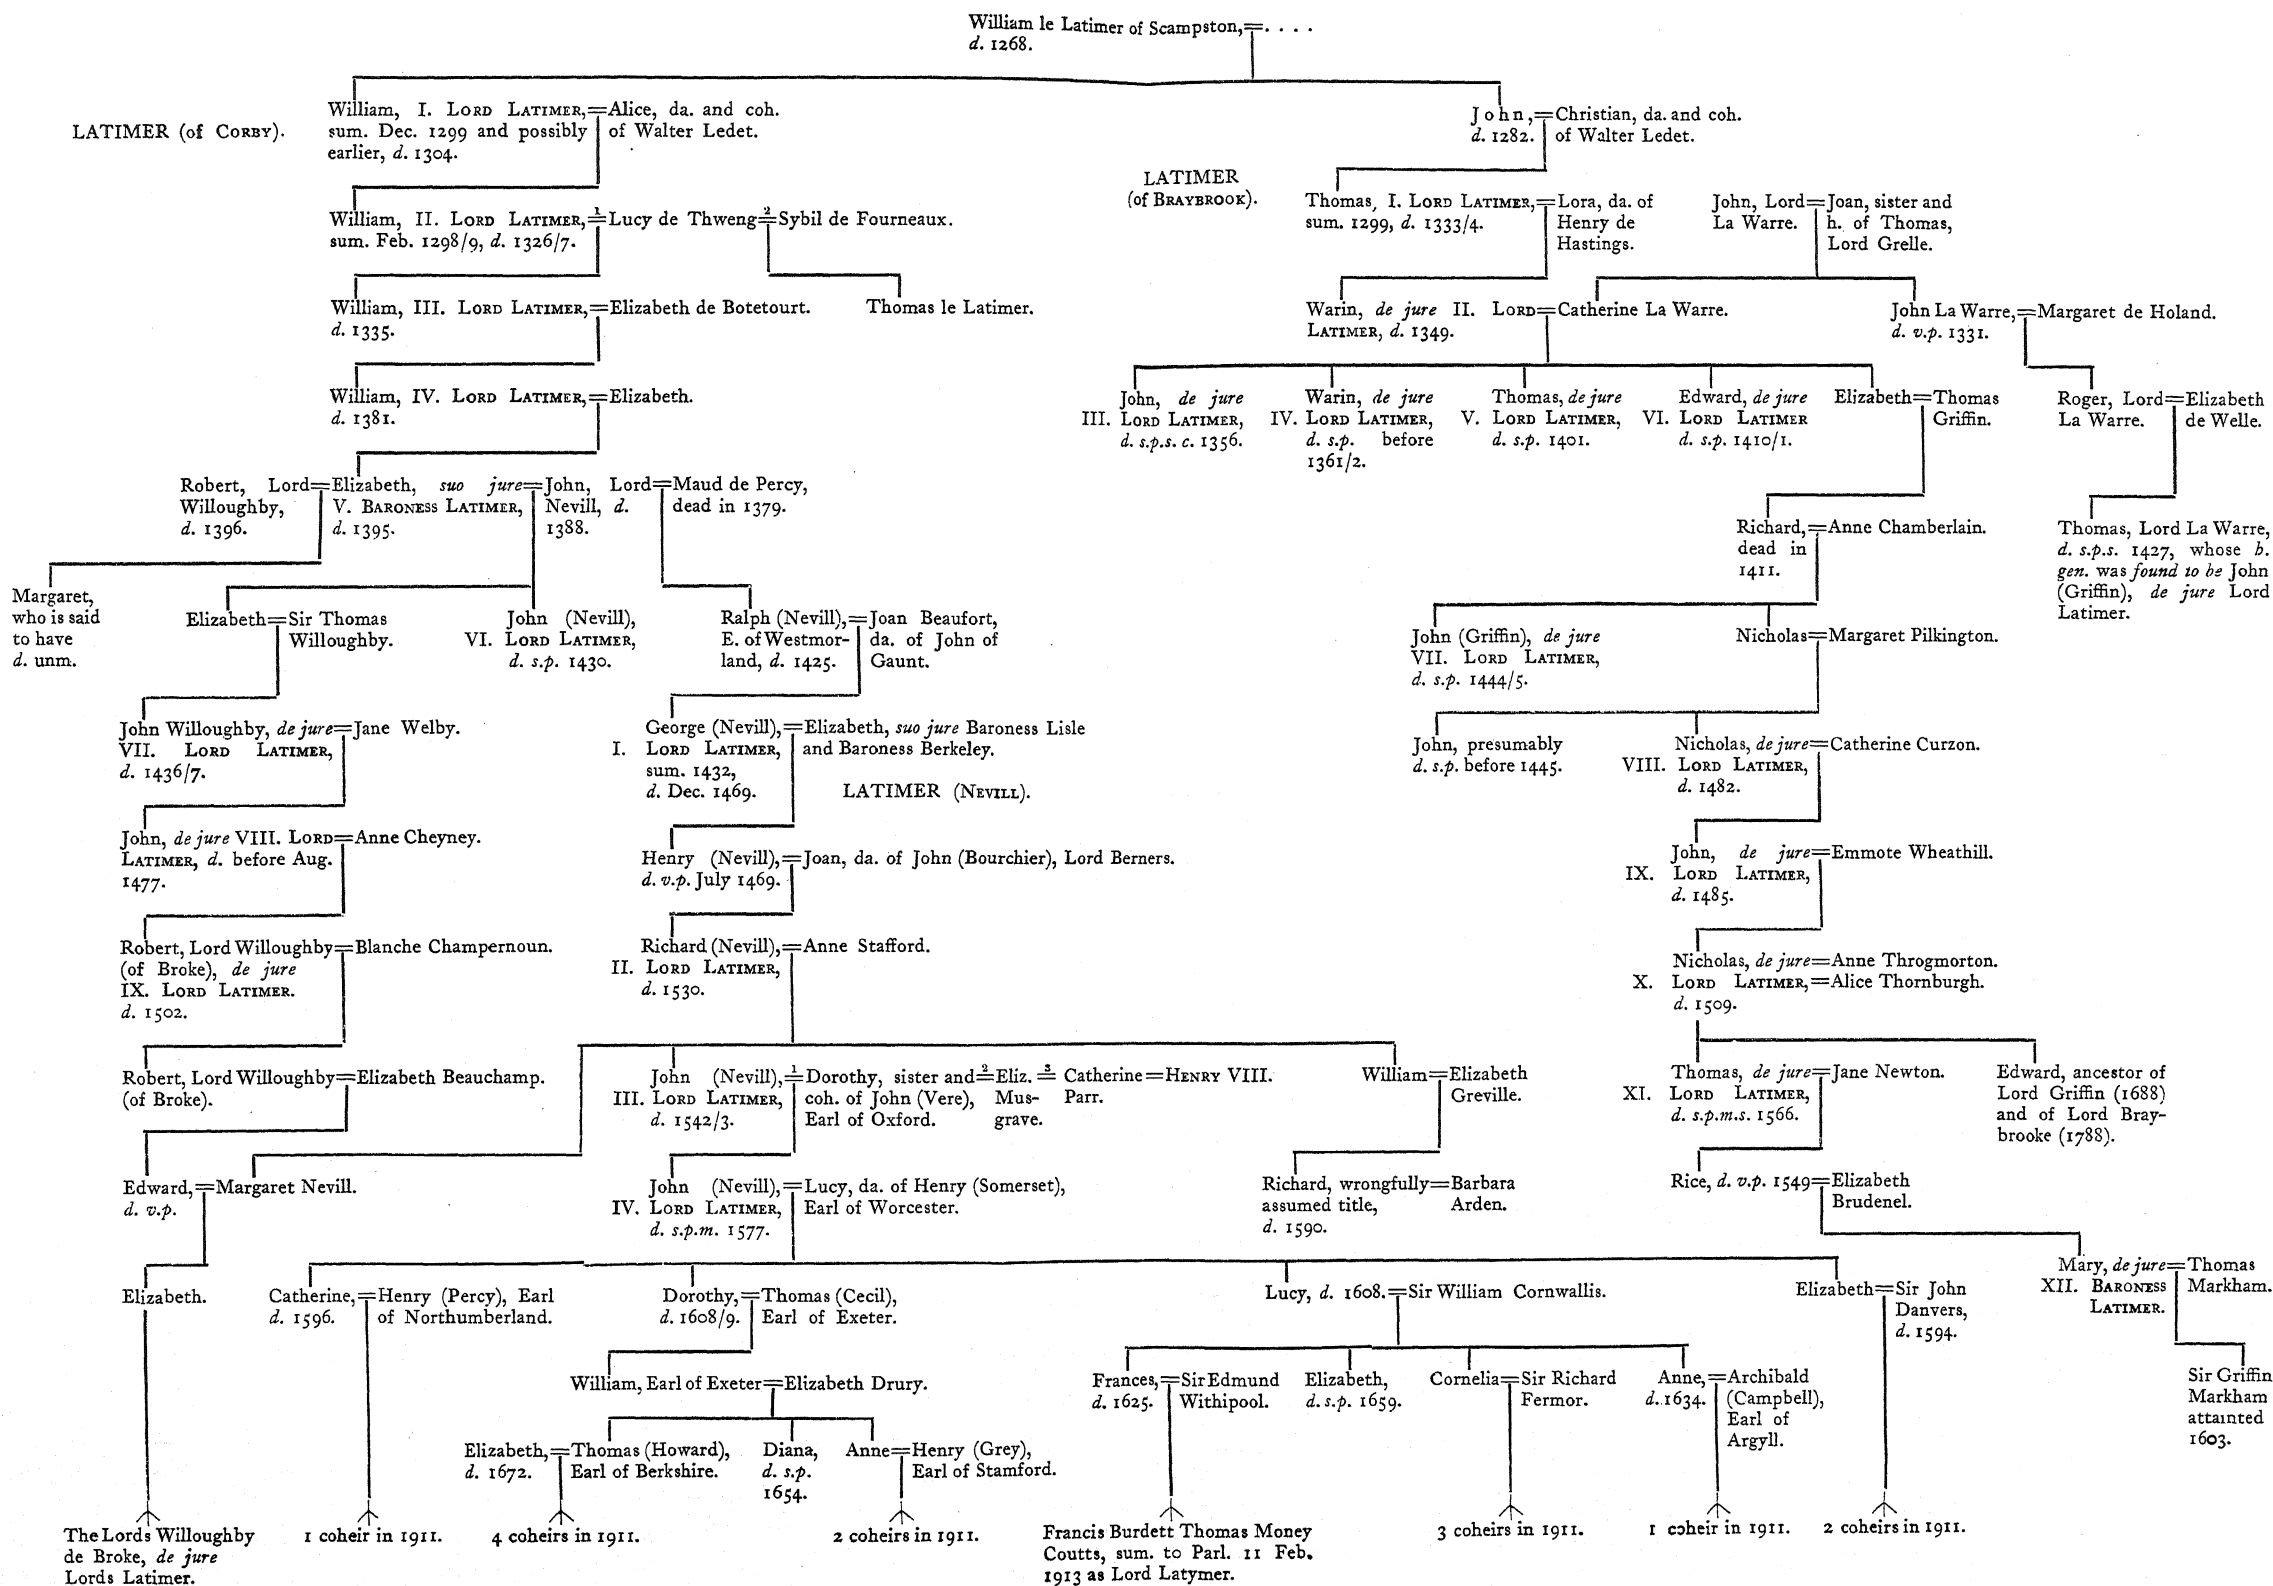 William le Latimer of Scampston,=. . . .
d. 1268.
LATIMER (of CORBY).
William, I. LORD LATIMER,=Alice, da. and coh.
sum. Dec. 1299 and possibly of Walter Ledet.
earlier, d. 1304.
John,=Christian, da. and coh.
d. 1282. of Walter Ledet.
LATIMER
(of BRAYBROOK).
William, II. LORD LATIMER,=1 Lucy de Thweng=2 Sybil de Fourneaux.
sum. Feb. 1298/9, d. 1326/7.
Thomas, I. LORD LATIMER,=Lora, da. of
sum. 1299, d. 1333/4. Henry de
Hastings.
John, Lord=Joan, sister and
La Warre. h. of Thomas,
Lord Grelle.
William, III. LORD LATIMER,=Elizabeth de Botetourt.
d. 1335.
Thomas le Latimer.
Warin, de jure II. LORD=Catherine La Warre.
LATIMER, d. 1349.
John La Warre,=Margaret de Holand.
d. v.p. 1331.
William, IV. LORD LATIMER,=Elizabeth.
d. 1381.
John, de jure
III. LORD LATIMER,
d. s.p.s. c. 1356.
Warin, de jure
IV. LORD LATIMER,
d. s.p. before
1361/2.
Thomas, de jure
V. LORD LATIMER,
d. s.p. 1401.
Edward, de jure
VI. LORD LATIMER
d. s.p. 1410/1.
Elizabeth=Thomas
Griffin.
Roger, Lord=Elizabeth
La Warre. de Welle.
Robert, Lord=Elizabeth, suo jure=John, Lord=Maud de Percy,
Willoughby, V. BARONESS LATIMER, Nevill, d. dead in 1379.
d. 1396. d. 1395. 1388.
Richard,=Anne Chamberlain.
dead in
1411.
Thomas, Lord La Warre,
d. s.p.s. 1427, whose b.
gen. was found to be John
(Griffin), de jure Lord
Latimer.
Margaret,
who is said
to have
d. unm.
Elizabeth=Sir Thomas
Willoughby.
John (Nevill),
VI. LORD LATIMER,
d. s.p. 1430.
Ralph (Nevill),=Joan Beaufort,
E. of Westmor- da. of John of
land, d. 1425. Gaunt.
John (Griffin), de jure
VII. LORD LATIMER,
d. s.p. 1444/5.
Nicholas=Margaret Pilkington.
John Willoughby, de jure=Jane Welby.
VII. LORD LATIMER,
d. 1436/7.
George (Nevill),=Elizabeth, suo jure Baroness Lisle
I. LORD LATIMER, and Baroness Berkeley.
sum. 1432,
d. Dec. 1469.
LATIMER (NEVILL).
John, presumably
d. s.p. before 1445.
Nicholas, de jure=Catherine Curzon.
VIII. LORD LATIMER,
d. 1482.
John, de jure VIII. LORD=Anne Cheyney.
LATIMER, d. before Aug.
1477.
Henry (Nevill),=Joan, da. of John (Bourchier), Lord Berners.
d. v.p. July 1469.
John, de jure=Emmote Wheathill.
IX. LORD LATIMER,
d. 1485.
Robert, Lord Willoughby=Blanche Champernoun.
(of Broke), de jure
IX. LORD LATIMER.
d. 1502.
Richard (Nevill),=Anne Stafford.
II. LORD LATIMER,
d. 1530.
Nicholas, de jure=Anne Throgmorton.
X. LORD LATIMER,=Alice Thornburgh.
d. 1509.
Robert, Lord Willoughby=Elizabeth Beauchamp.
(of Broke).
John (Nevill),=1 Dorothy, sister and=2 Eliz. =3 Catherine=HENRY VIII.
III. LORD LATIMER, coh. of John (Vere), Mus- Parr.
d. 1542/3. Earl of Oxford. grave.
William=Elizabeth
Greville.
Thomas, de jure=Jane Newton.
XI. LORD LATIMER,
d. s.p.m.s. 1566.
Edward, ancestor of
Lord Griffin (1688)
and of Lord Bray-
brooke (1788).
Edward,=Margaret Nevill.
d. v.p.
John (Nevill),=Lucy, da. of Henry (Somerset),
IV. LORD LATIMER, Earl of Worcester.
d. s.p.m. 1577.
Richard, wrongfully=Barbara
assumed title, Arden.
d. 1590.
Rice, d. v.p. 1549=Elizabeth
Brudenel.
Elizabeth.
Catherine,=Henry (Percy), Earl
d. 1596. of Northumberland.
Dorothy,=Thomas (Cecil),
d. 1608/9. Earl of Exeter.
Lucy, d. 1608.=Sir William Cornwallis.
Elizabeth=Sir John
Danvers,
d. 1594.
Mary, de jure=Thomas
XII. BARONESS Markham.
LATIMER.
William, Earl of Exeter=Elizabeth Drury.
Frances,=Sir Edmund
d. 1625. Withipool.
Elizabeth,
d. s.p. 1659.
Cornelia=Sir Richard
Fermor.
Anne,=Archibald
d. 1634. (Campbell),
Earl of
Argyll.
Sir Griffin
Markham
attainted
1603.
Elizabeth,=Thomas (Howard),
d. 1672. Earl of Berkshire.
Diana,
d. s.p.
1654.
Anne=Henry (Grey),
Earl of Stamford.
The Lords Willoughby
de Broke, de jure
Lords Latimer.
1 coheir in 1911.
4 coheirs in 1911.
2 coheirs in 1911.
Francis Burdett Thomas Money
Coutts, sum. to Parl. 11 Feb.
1913 as Lord Latymer.
3 coheirs in 1911.
1 coheir in 1911.
2 coheirs in 1911.